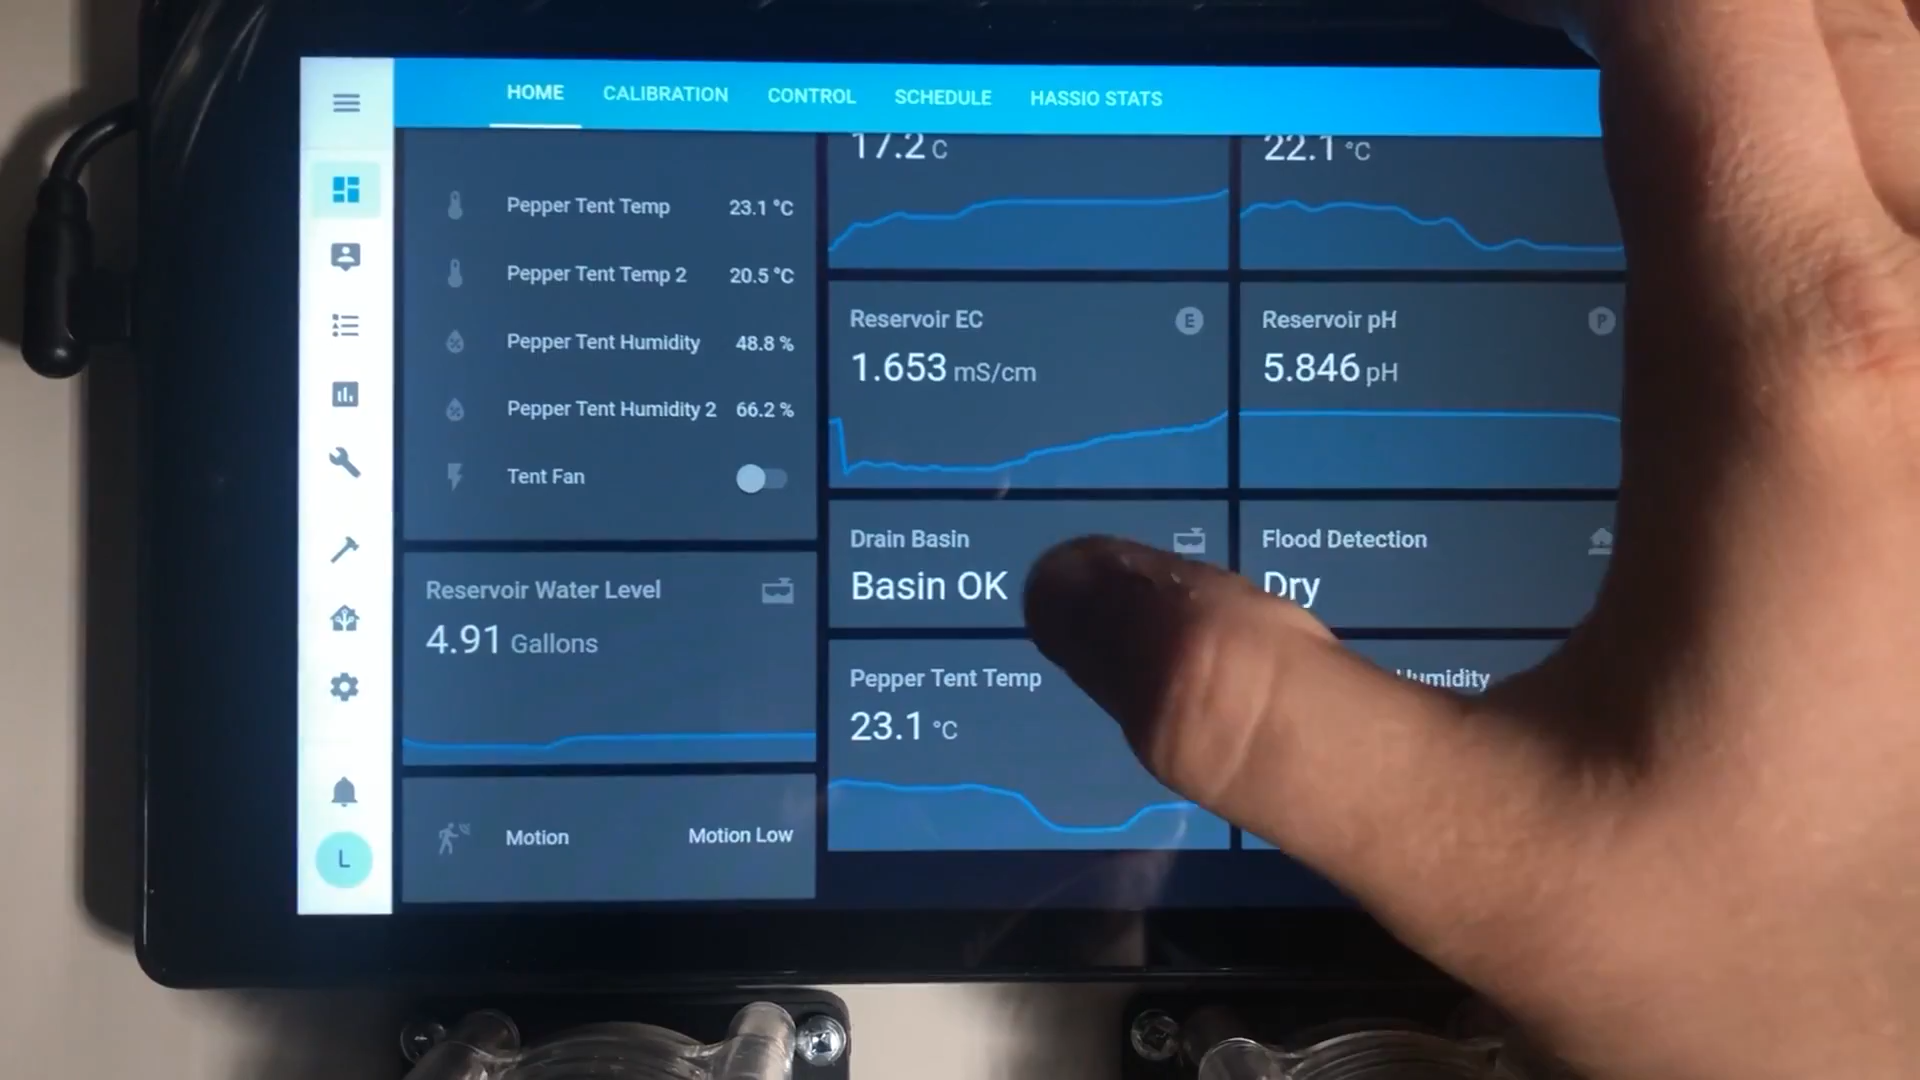 HOME CALIBRATION CONTROL SCHEDULE HASSIO STATS
Pepper Tent Temp 23.1 °C
Pepper Tent Temp 2 20.5 °C
Pepper Tent Humidity 48.8 %
Pepper Tent Humidity 2 66.2 %
Tent Fan
Reservoir Water Level
4.91 Gallons
Motion Motion Low
17.2 C
22.1 °C
Reservoir EC E
1.653 mS/cm
Reservoir pH P
5.846 pH
Drain Basin
Basin OK
Flood Detection
Dry
Pepper Tent Temp
23.1 °C
Humidity
L